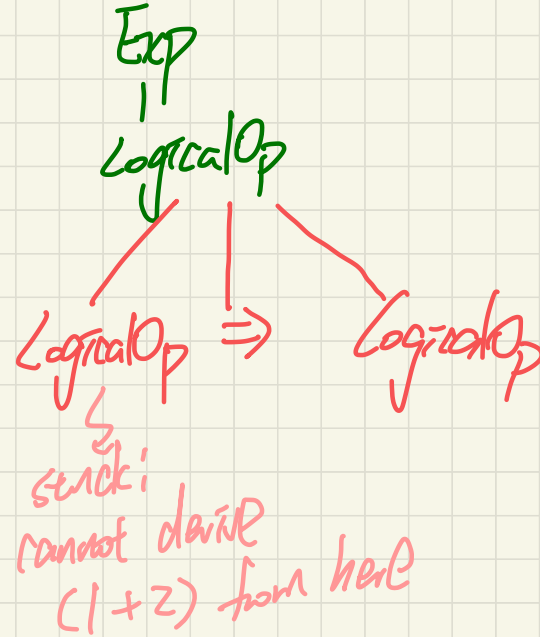 Exp
LogicalOp
LogicalOp ⇒ LogicalOp
stuck:
cannot derive
(1+2) from here